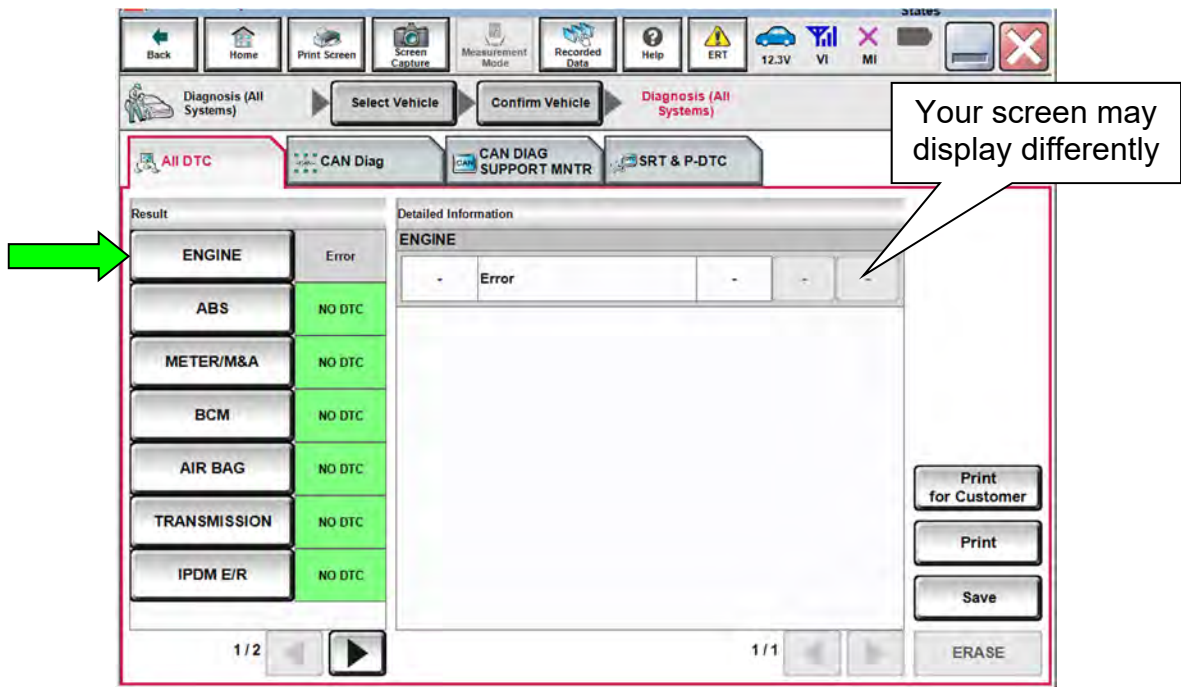 States
Back
Home
Print Screen
Screen
Capture
Measurement
Mode
Recorded
Data
Help
ERT
12.3V
VI
MI
Diagnosis (All
Systems)
Select Vehicle
Confirm Vehicle
Diagnosis (All
Systems)
Your screen may
display differently
All DTC
CAN Diag
CAN DIAG
SUPPORT MNTR
SRT & P-DTC
Result
Detailed Information
ENGINE
Error
ENGINE
-
Error
-
-
-
ABS
NO DTC
METER/M&A
NO DTC
BCM
NO DTC
AIR BAG
NO DTC
TRANSMISSION
NO DTC
IPDM E/R
NO DTC
Print
for Customer
Print
Save
1/2
1/1
ERASE